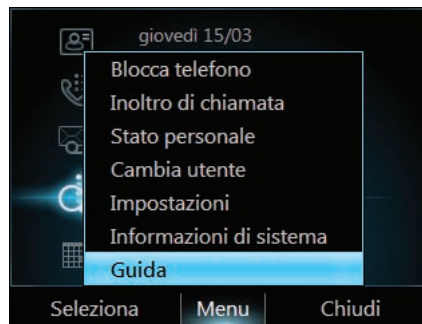 giovedì 15/03
Blocca telefono
Inoltro di chiamata
Stato personale
Cambia utente
Impostazioni
Informazioni di sistema
Guida
Seleziona Menu Chiudi